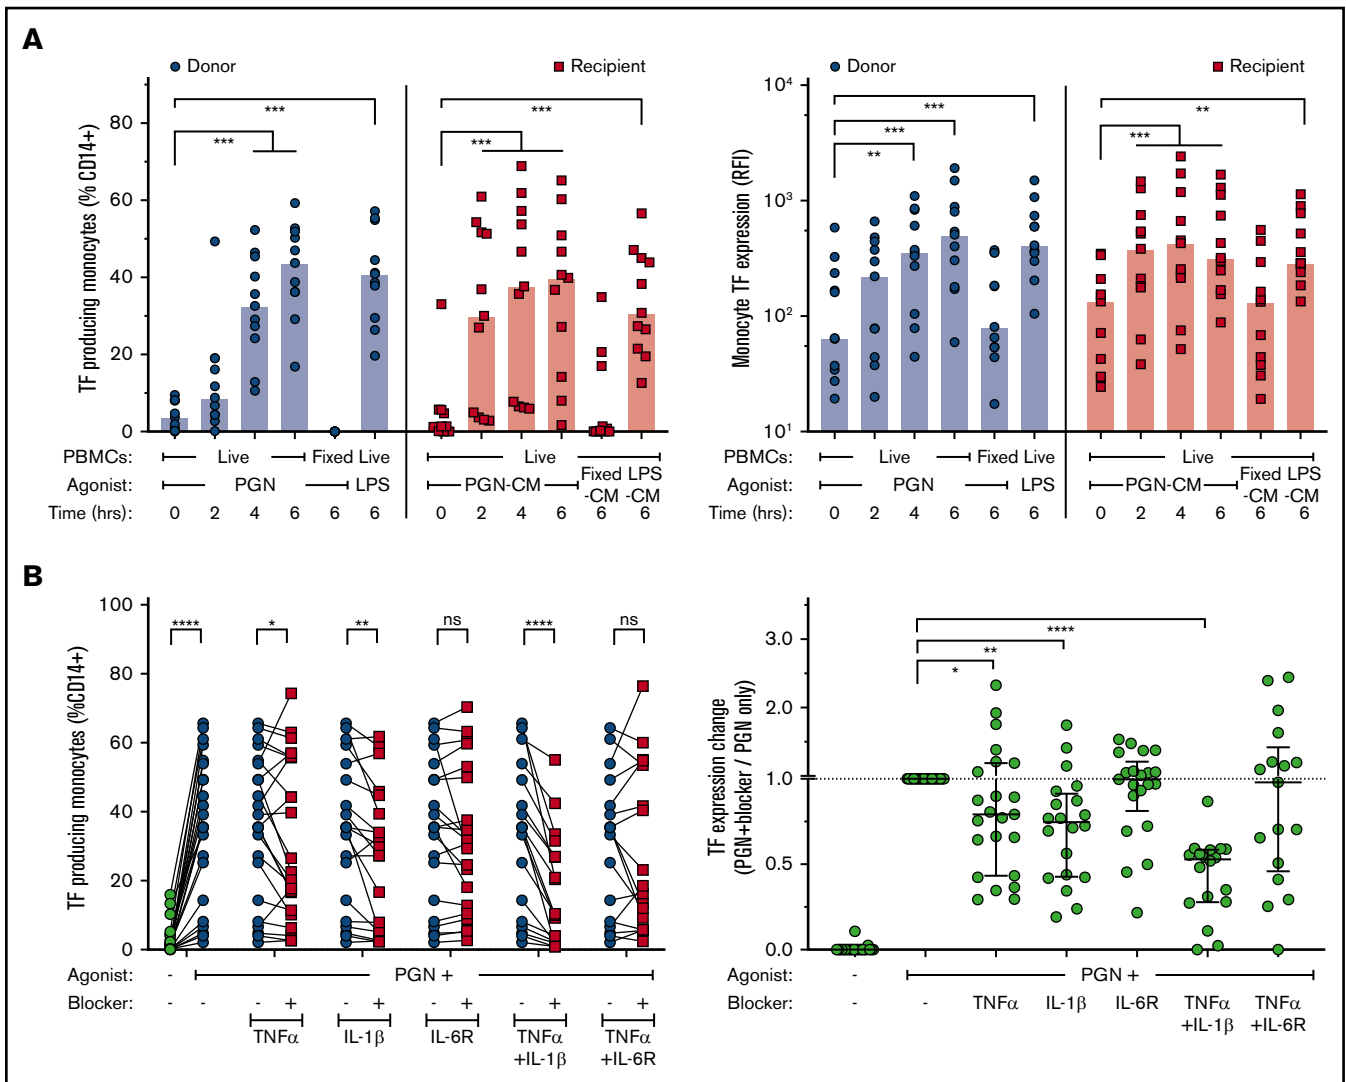 A
Donor
Recipient
TF producing monocytes (% CD14+)
80
60
40
20
0
***
***
***
***
PBMCs: Live Fixed Live Live
Agonist: PGN LPS PGN-CM Fixed -CM LPS -CM
Time (hrs): 0 2 4 6 6 6 0 2 4 6 6 6
Donor
Recipient
Monocyte TF expression (RFI)
10⁴
10³
10²
10¹
***
***
**
**
***
PBMCs: Live Fixed Live Live
Agonist: PGN LPS PGN-CM Fixed -CM LPS -CM
Time (hrs): 0 2 4 6 6 6 0 2 4 6 6 6
B
TF producing monocytes (%CD14+)
100
80
60
40
20
0
**** * ** ns **** ns
Agonist: - PGN +
Blocker: - - - + - + - + - + - +
TNFα IL-1β IL-6R TNFα +IL-1β TNFα +IL-6R
TF expression change
(PGN+blocker / PGN only)
3.0
2.0
1.0
0.5
0.0
****
**
*
Agonist: - PGN +
Blocker: - - TNFα IL-1β IL-6R TNFα +IL-1β TNFα +IL-6R